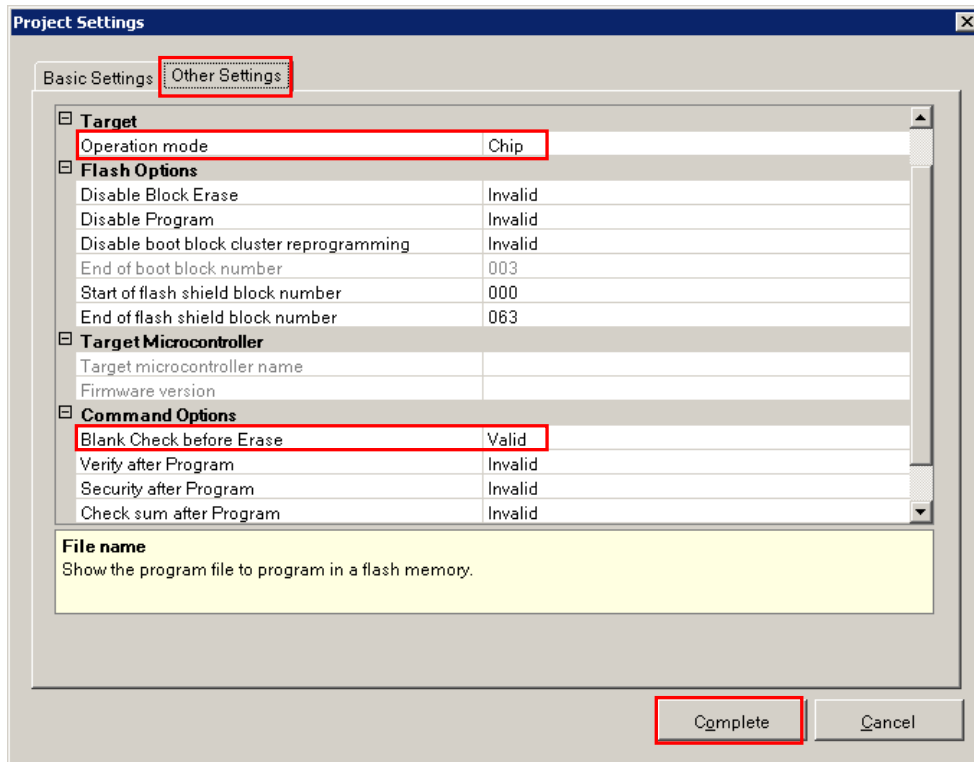 Project Settings
Basic Settings Other Settings
Target
Operation mode Chip
Flash Options
Disable Block Erase Invalid
Disable Program Invalid
Disable boot block cluster reprogramming Invalid
End of boot block number 003
Start of flash shield block number 000
End of flash shield block number 063
Target Microcontroller
Target microcontroller name
Firmware version
Command Options
Blank Check before Erase Valid
Verify after Program Invalid
Security after Program Invalid
Check sum after Program Invalid
File name
Show the program file to program in a flash memory.
Complete Cancel